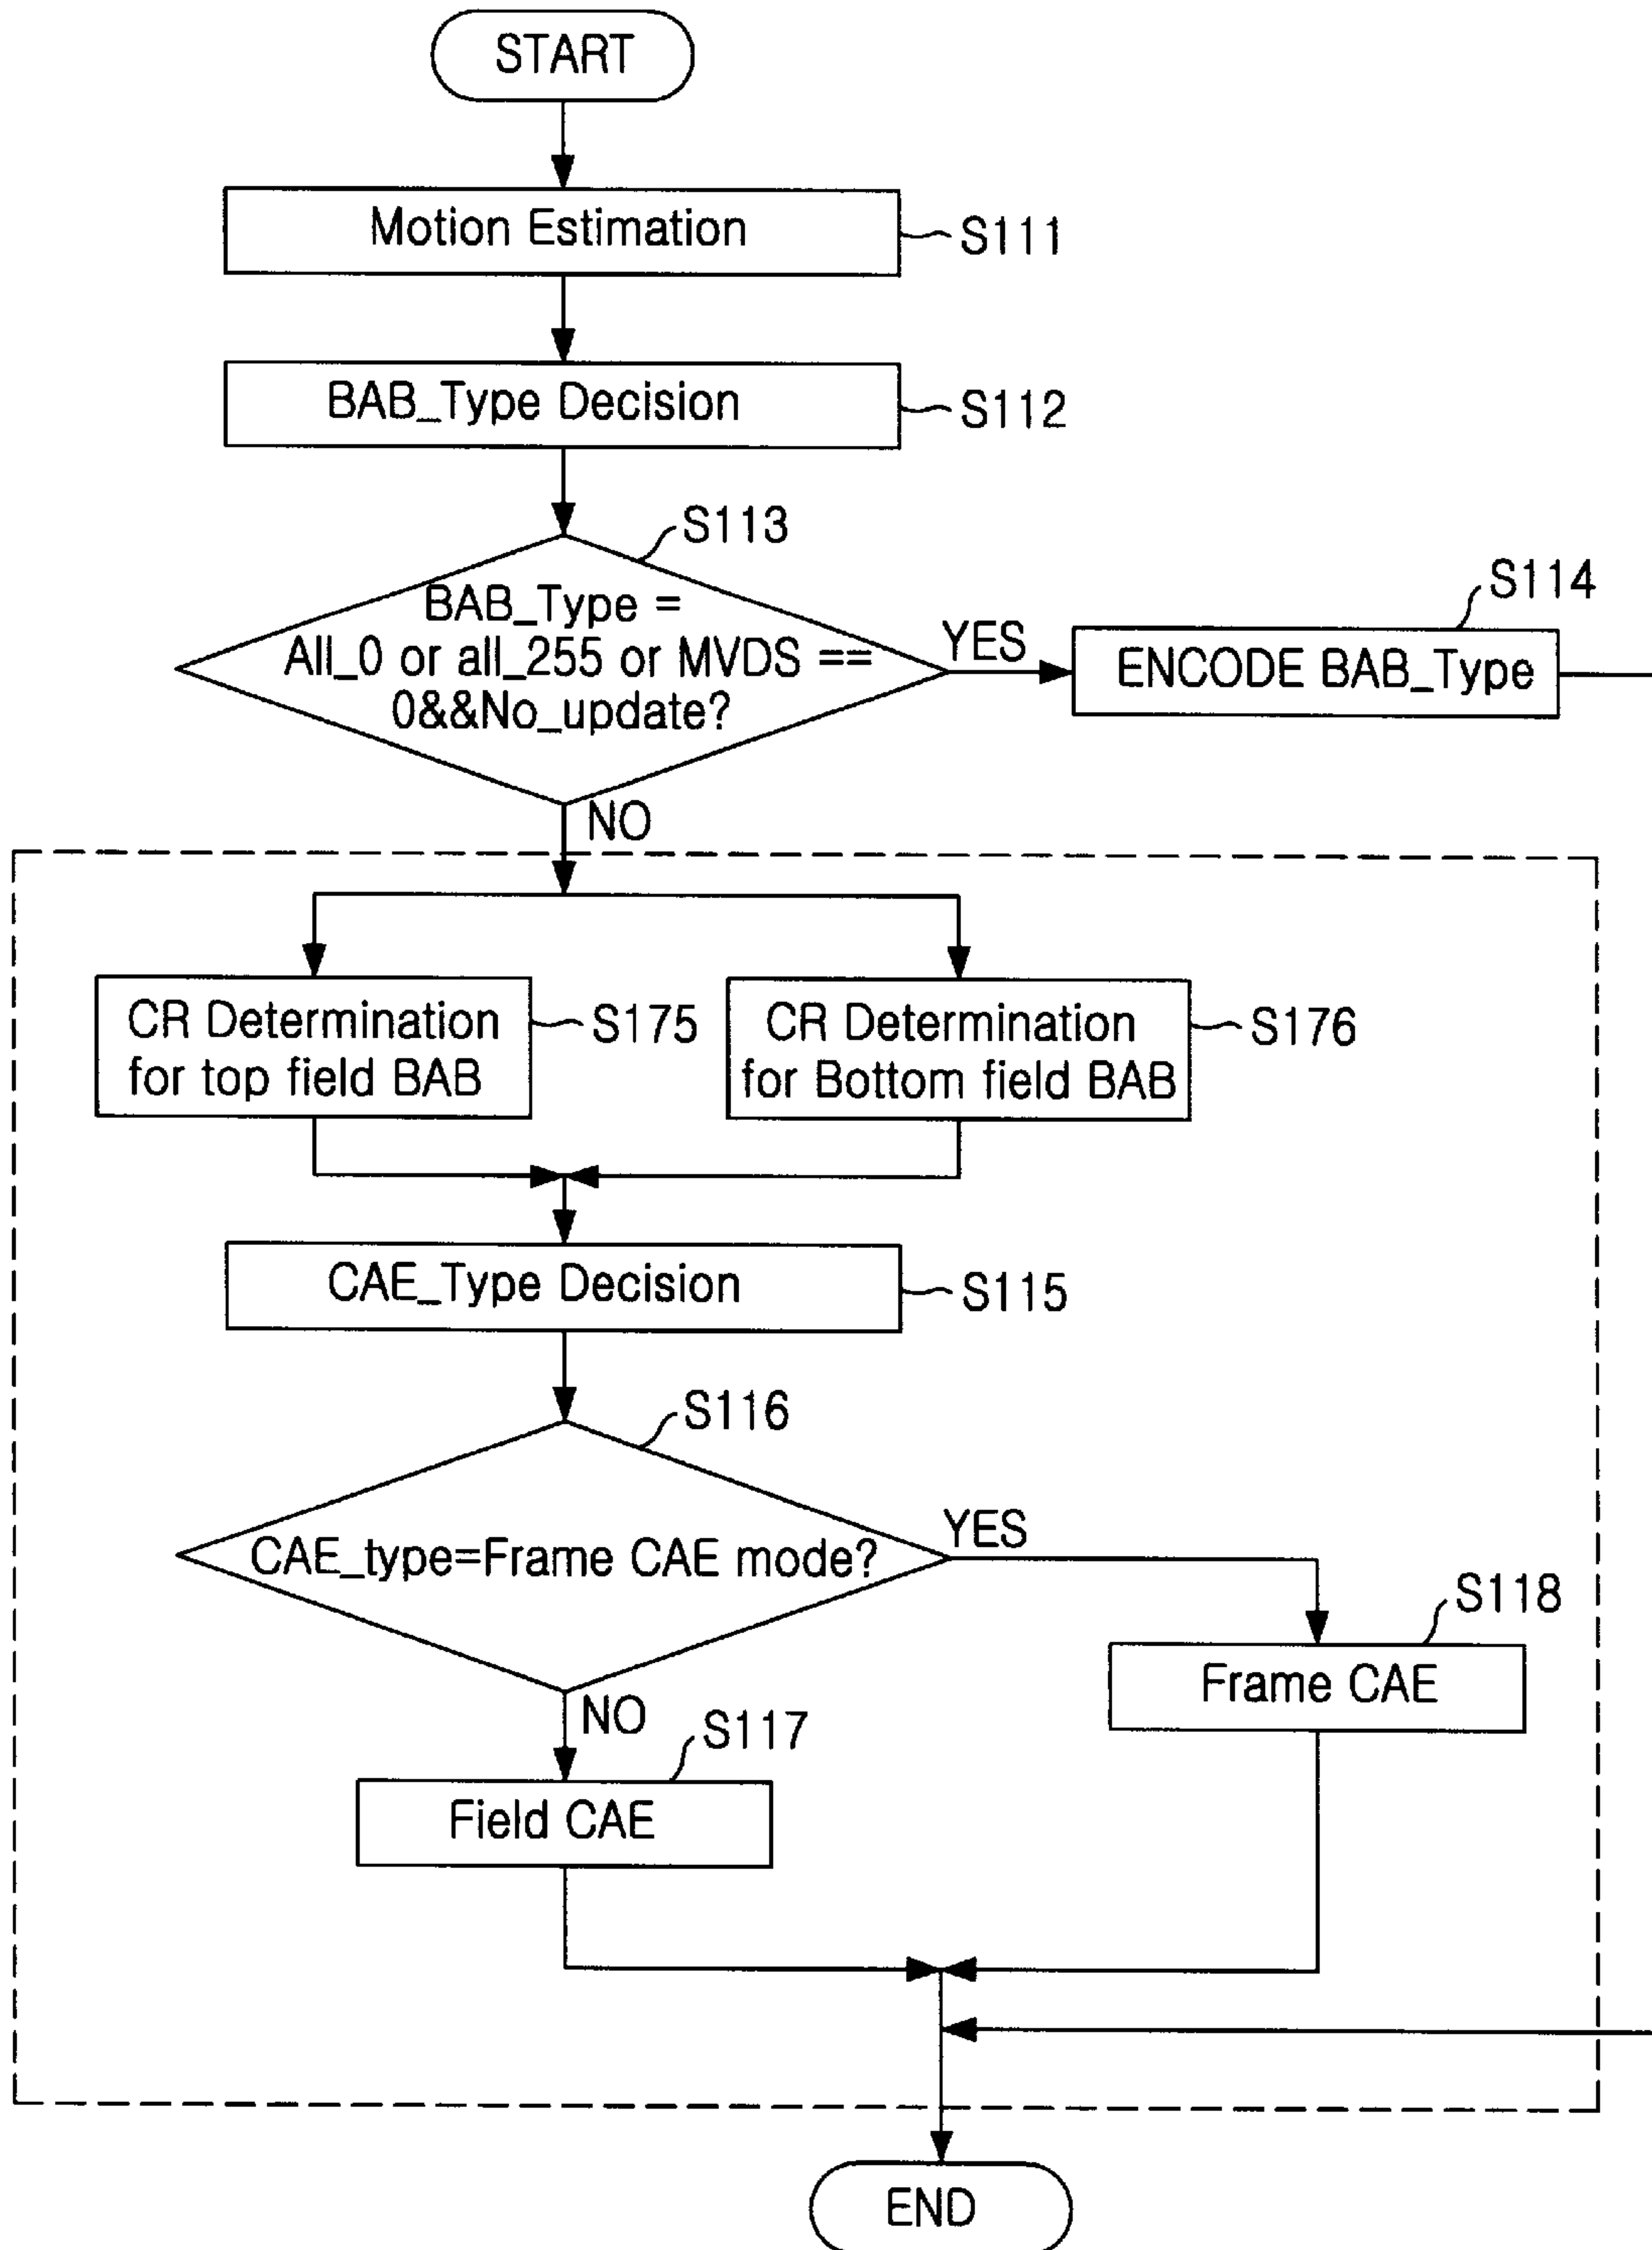 START
Motion Estimation
S111
BAB_Type Decision
S112
S113
BAB_Type =
All_0 or all_255 or MVDS ==
0&&No_update?
YES
S114
ENCODE BAB_Type
NO
CR Determination
for top field BAB
S175
CR Determination
for Bottom field BAB
S176
CAE_Type Decision
S115
S116
CAE_type=Frame CAE mode?
YES
S118
Frame CAE
NO
S117
Field CAE
END